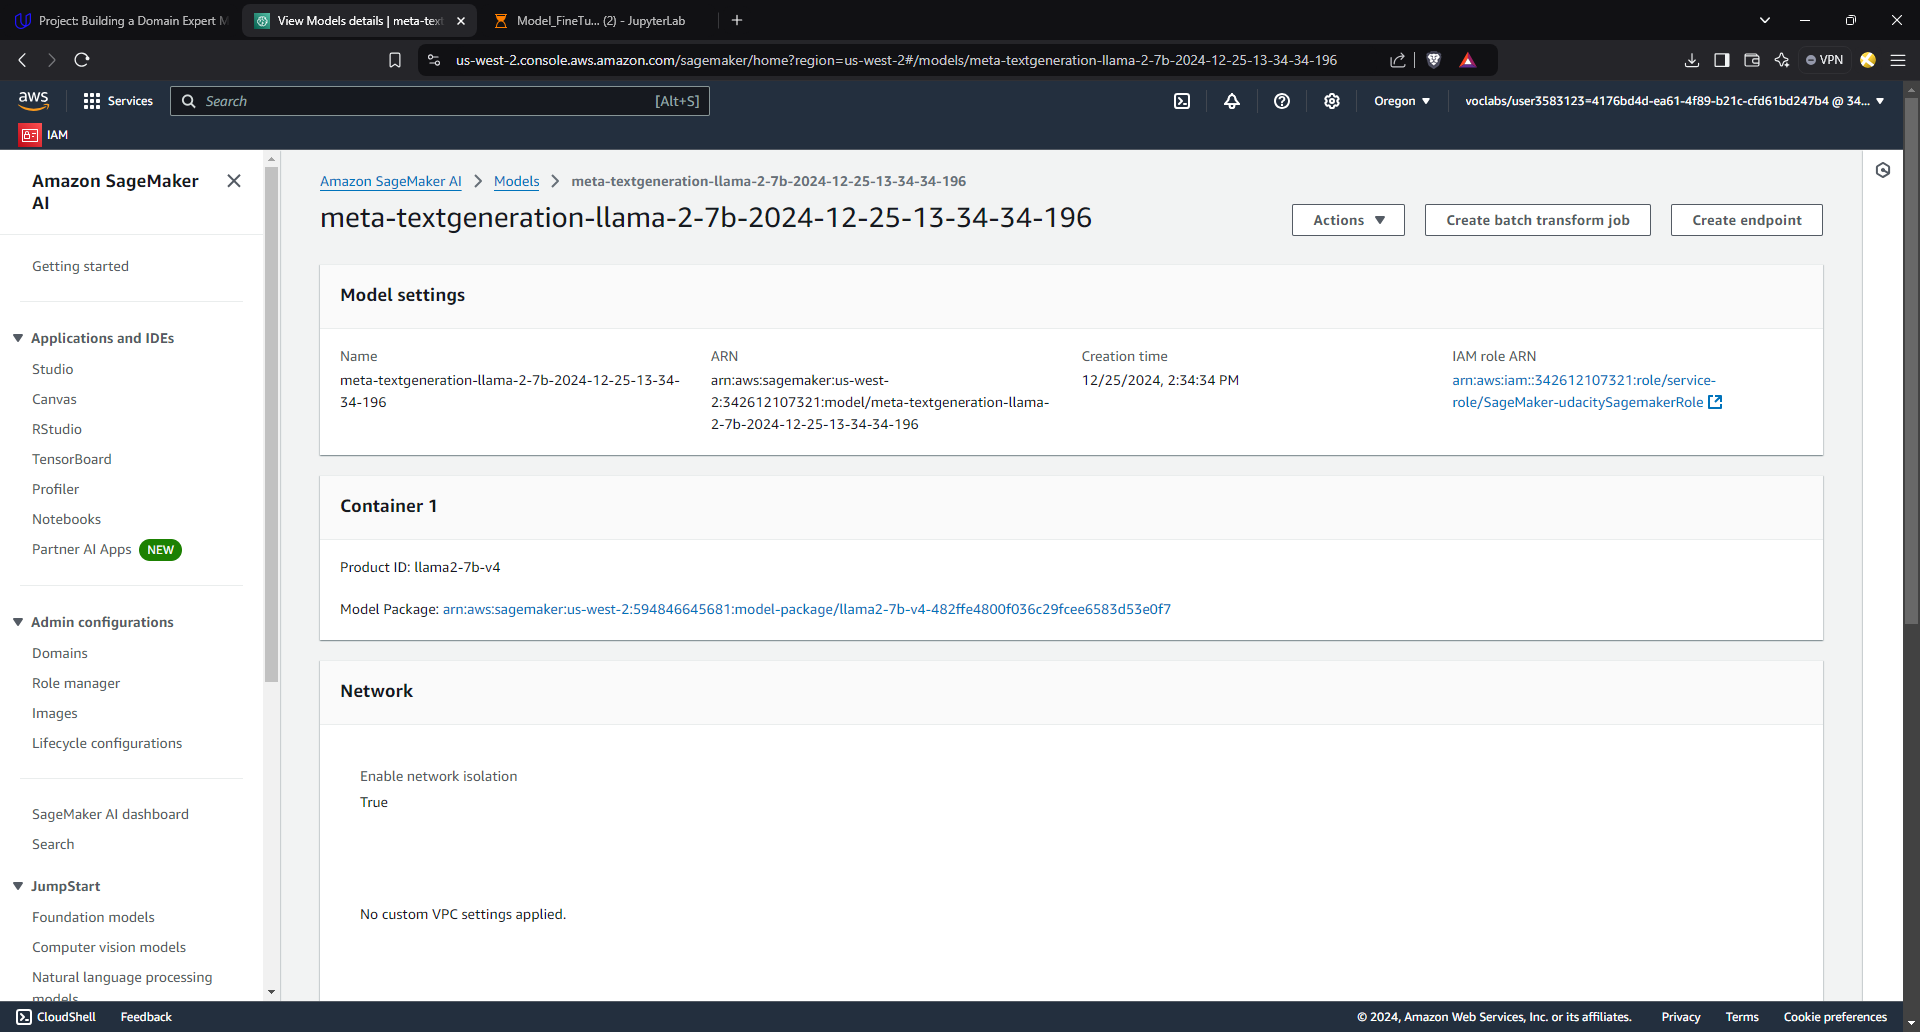 Project: Building a Domain Expert M
View Models details | meta-text
Model_FineTu... (2) - JupyterLab
us-west-2.console.aws.amazon.com/sagemaker/home?region=us-west-2#/models/meta-textgeneration-llama-2-7b-2024-12-25-13-34-34-196
VPN
aws
Services
Search
[Alt+S]
Oregon
voclabs/user3583123=4176bd4d-ea61-4f89-b21c-cfd61bd247b4 @ 34...
IAM
Amazon SageMaker
AI
Getting started
Applications and IDEs
Studio
Canvas
RStudio
TensorBoard
Profiler
Notebooks
Partner AI Apps NEW
Admin configurations
Domains
Role manager
Images
Lifecycle configurations
SageMaker AI dashboard
Search
JumpStart
Foundation models
Computer vision models
Natural language processing
models
Amazon SageMaker AI > Models > meta-textgeneration-llama-2-7b-2024-12-25-13-34-34-196
meta-textgeneration-llama-2-7b-2024-12-25-13-34-34-196
Actions
Create batch transform job
Create endpoint
Model settings
Name
meta-textgeneration-llama-2-7b-2024-12-25-13-34-
34-196
ARN
arn:aws:sagemaker:us-west-
2:342612107321:model/meta-textgeneration-llama-
2-7b-2024-12-25-13-34-34-196
Creation time
12/25/2024, 2:34:34 PM
IAM role ARN
arn:aws:iam::342612107321:role/service-
role/SageMaker-udacitySagemakerRole
Container 1
Product ID: llama2-7b-v4
Model Package: arn:aws:sagemaker:us-west-2:594846645681:model-package/llama2-7b-v4-482ffe4800f036c29fcee6583d53e0f7
Network
Enable network isolation
True
No custom VPC settings applied.
CloudShell
Feedback
© 2024, Amazon Web Services, Inc. or its affiliates.
Privacy
Terms
Cookie preferences